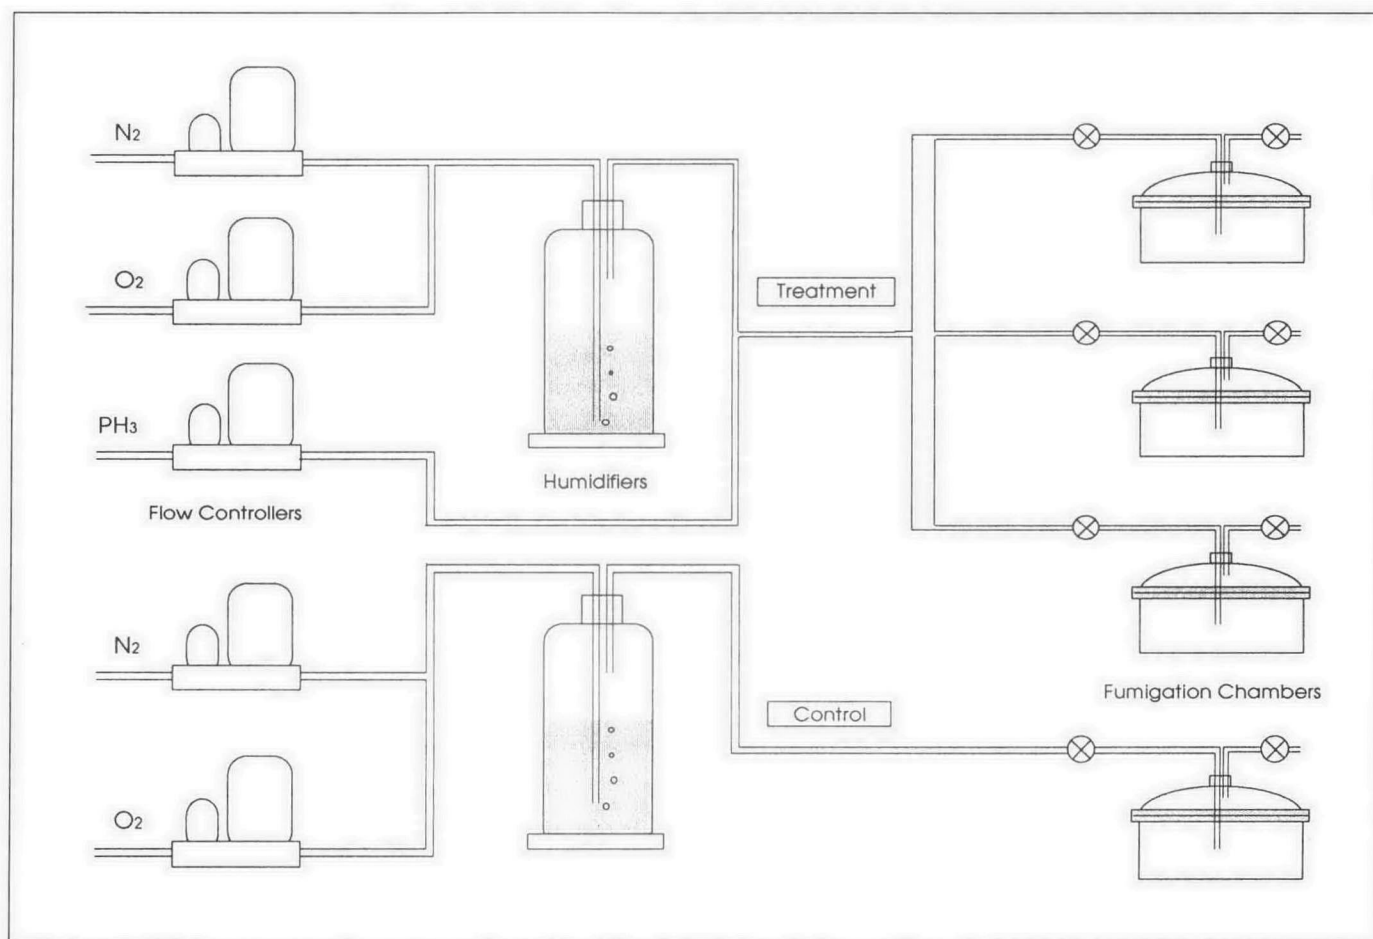 N2
O2
Treatment
PH3
Humidifiers
Flow Controllers
N2
Fumigation Chambers
Control
O2